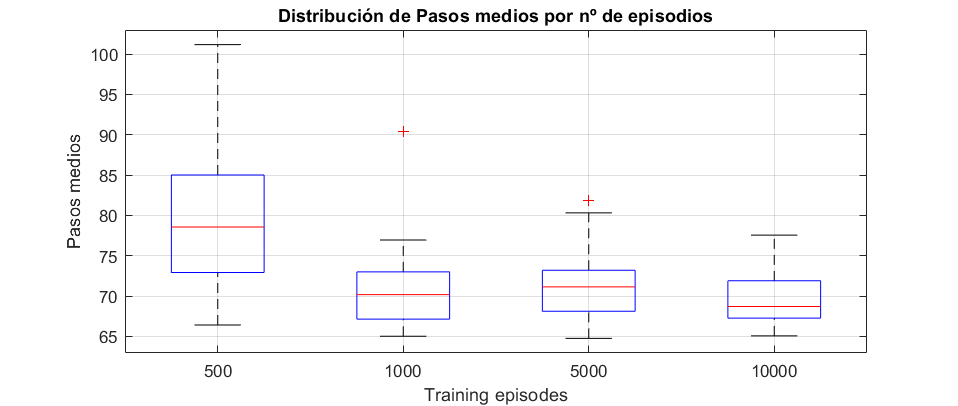 Distribución de Pasos medios por nº de episodios
Pasos medios
100
95
90
85
80
75
70
65
500 1000 5000 10000
Training episodes